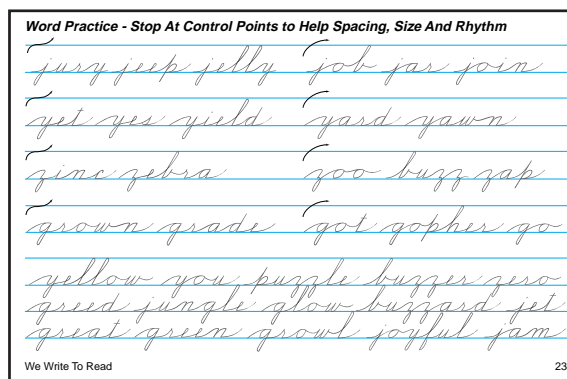 Word Practice - Stop At Control Points to Help Spacing, Size And Rhythm
jury jeep jelly job jar join
yet yes yield yard yawn
zinc zebra zoo buzz zap
grown grade got gopher go
yellow you puzzle buzzer zero
greed jungle glow buzzard jet
great green growl joyful jam
We Write To Read 23